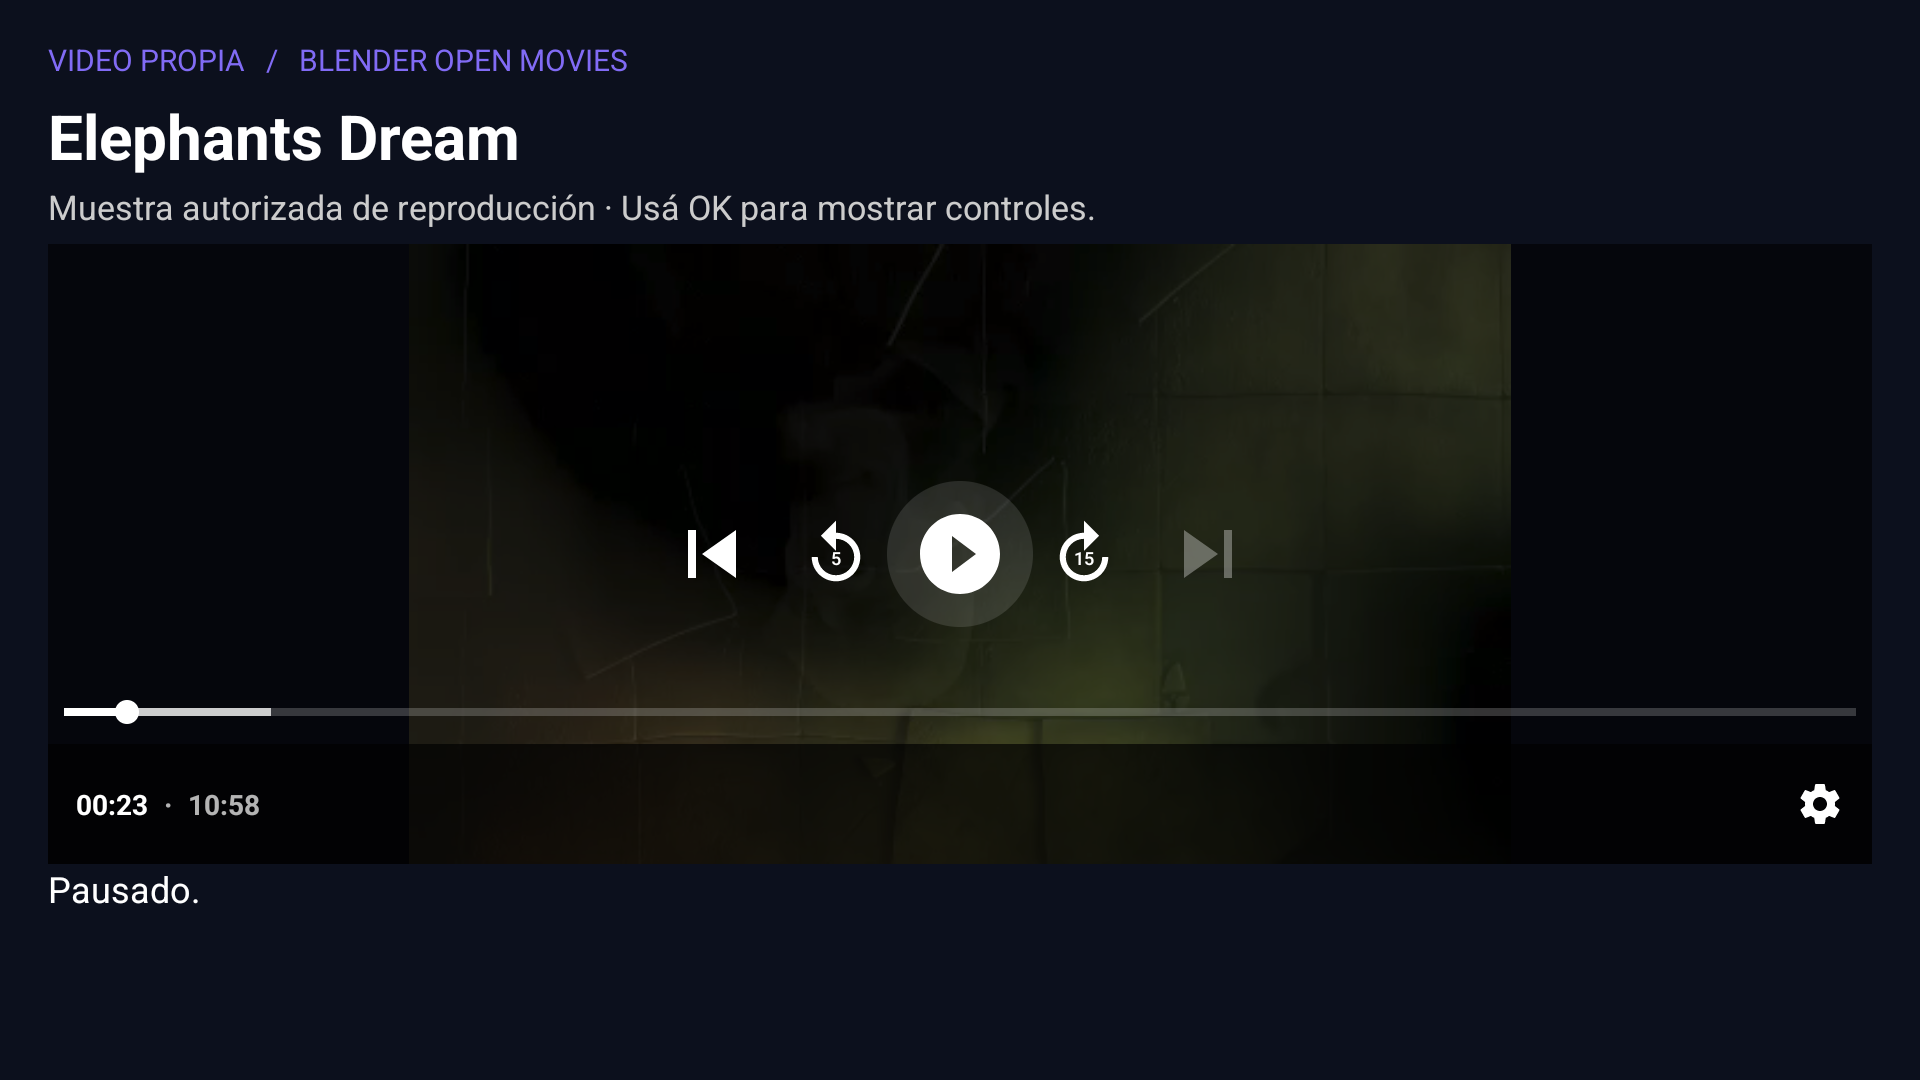 VIDEO PROPIA / BLENDER OPEN MOVIES
Elephants Dream
Muestra autorizada de reproducción · Usá OK para mostrar controles.
5
15
00:23 · 10:58
Pausado.